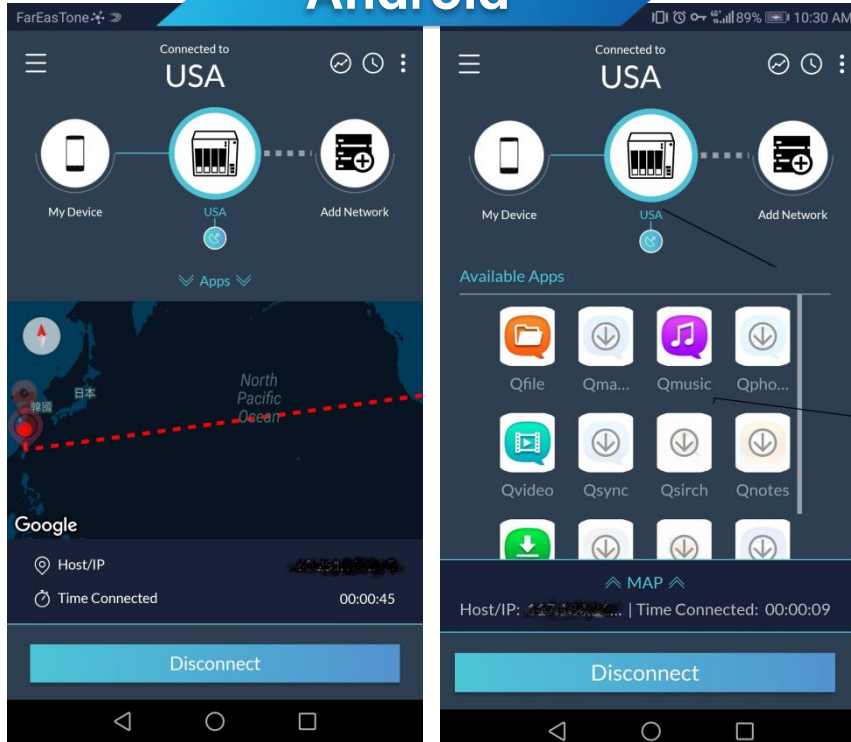 Android
FarEasTone
Connected to
USA
My Device
USA
Add Network
Apps
North
Pacific
Ocean
日本
韓國
Google
Host/IP
Time Connected 00:00:45
Disconnect
89% 10:30 AM
Connected to
USA
My Device
USA
Add Network
Available Apps
Qfile Qma... Qmusic Qpho...
Qvideo Qsync Qsirch Qnotes
MAP
Host/IP: ... | Time Connected: 00:00:09
Disconnect